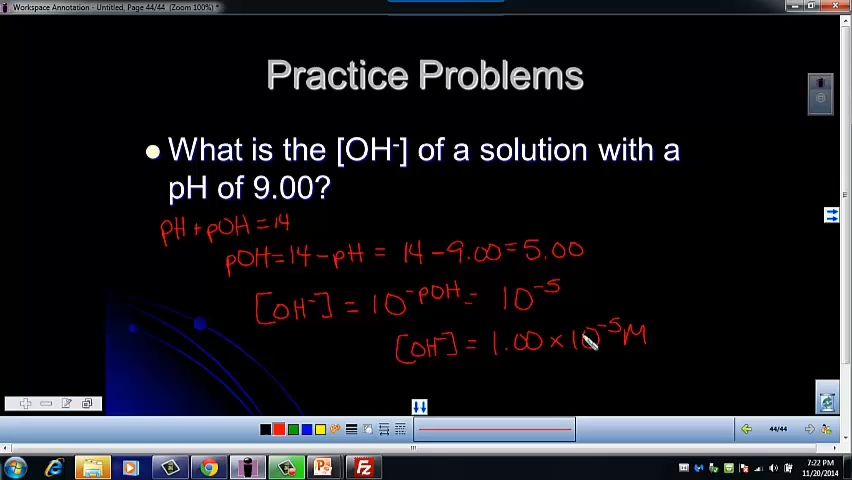 Workspace Annotation - Untitled, Page 44/44 (Zoom 100%) *
Practice Problems
What is the [OH-] of a solution with a
pH of 9.00?
pH + pOH = 14
pOH = 14 - pH = 14 - 9.00 = 5.00
[OH⁻] = 10⁻ᵖᴼᴴ = 10⁻⁵
[OH⁻] = 1.00 × 10⁻⁵ M
44/44
7:22 PM
11/20/2014